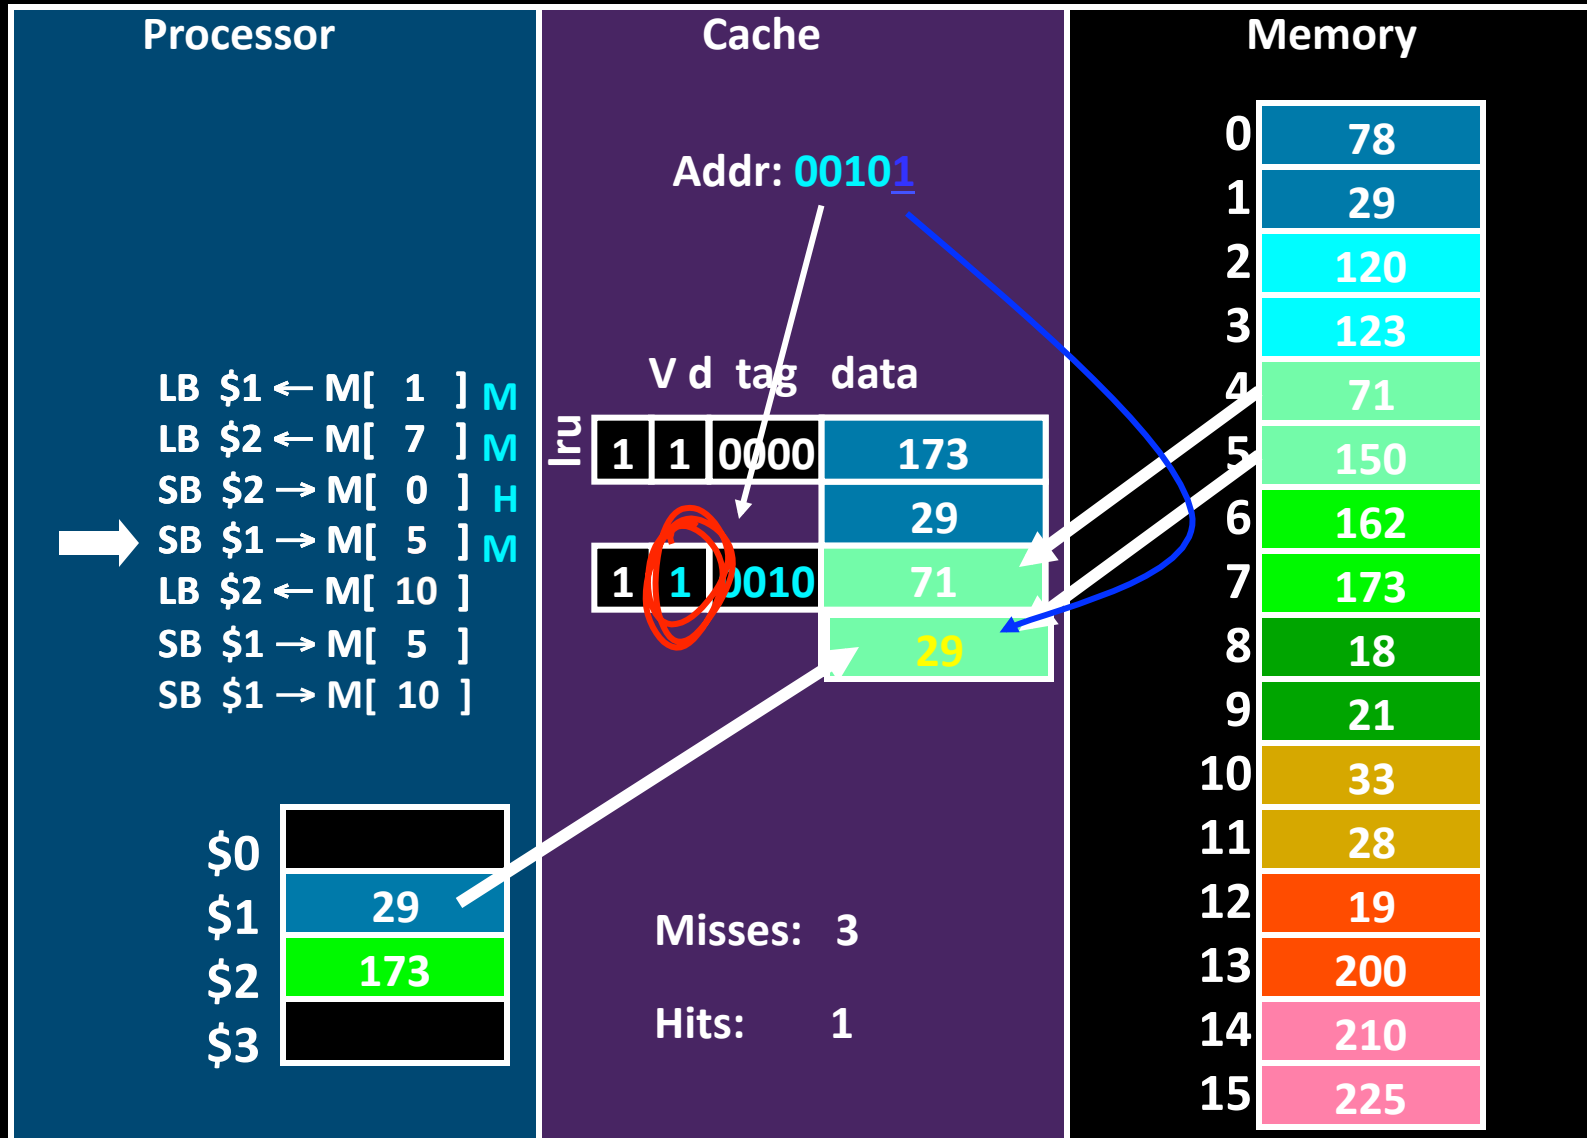 Processor
LB $1 ← M[ 1 ] M
LB $2 ← M[ 7 ] M
SB $2 → M[ 0 ] H
SB $1 → M[ 5 ] M
LB $2 ← M[ 10 ]
SB $1 → M[ 5 ]
SB $1 → M[ 10 ]
$0
$1 29
$2 173
$3
Cache
Addr: 00101
V d tag data
lru 1 1 0000 173
29
1 1 0010 71
29
Misses: 3
Hits: 1
Memory
0 78
1 29
2 120
3 123
4 71
5 150
6 162
7 173
8 18
9 21
10 33
11 28
12 19
13 200
14 210
15 225